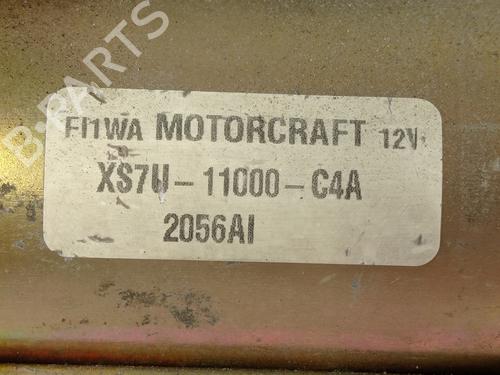 B-PARTS
FI1WA MOTORCRAFT 12V
XS7U-11000-C4A
2056AI